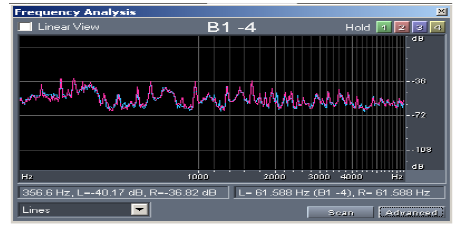 Frequency Analysis
Linear View B1 -4 Hold 1 2 3 4
dB
-36
-72
-108
dB
Hz 1000 2000 3000 4000 Hz
356.6 Hz, L=-40.17 dB, R=-36.82 dB L= 61.588 Hz (B1 -4), R= 61.588 Hz
Lines Scan Advanced